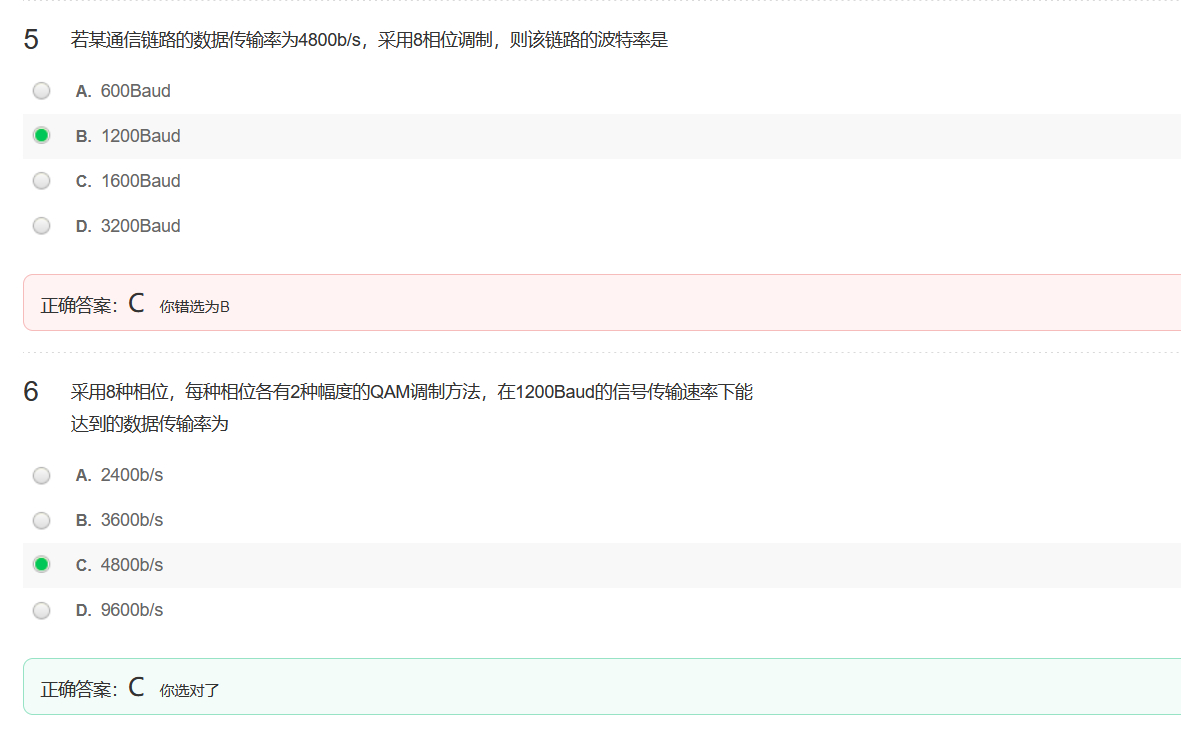 5 若某通信链路的数据传输率为4800b/s，采用8相位调制，则该链路的波特率是
A. 600Baud
B. 1200Baud
C. 1600Baud
D. 3200Baud
正确答案：C 你错选为B
6 采用8种相位，每种相位各有2种幅度的QAM调制方法，在1200Baud的信号传输速率下能
达到的数据传输率为
A. 2400b/s
B. 3600b/s
C. 4800b/s
D. 9600b/s
正确答案：C 你选对了